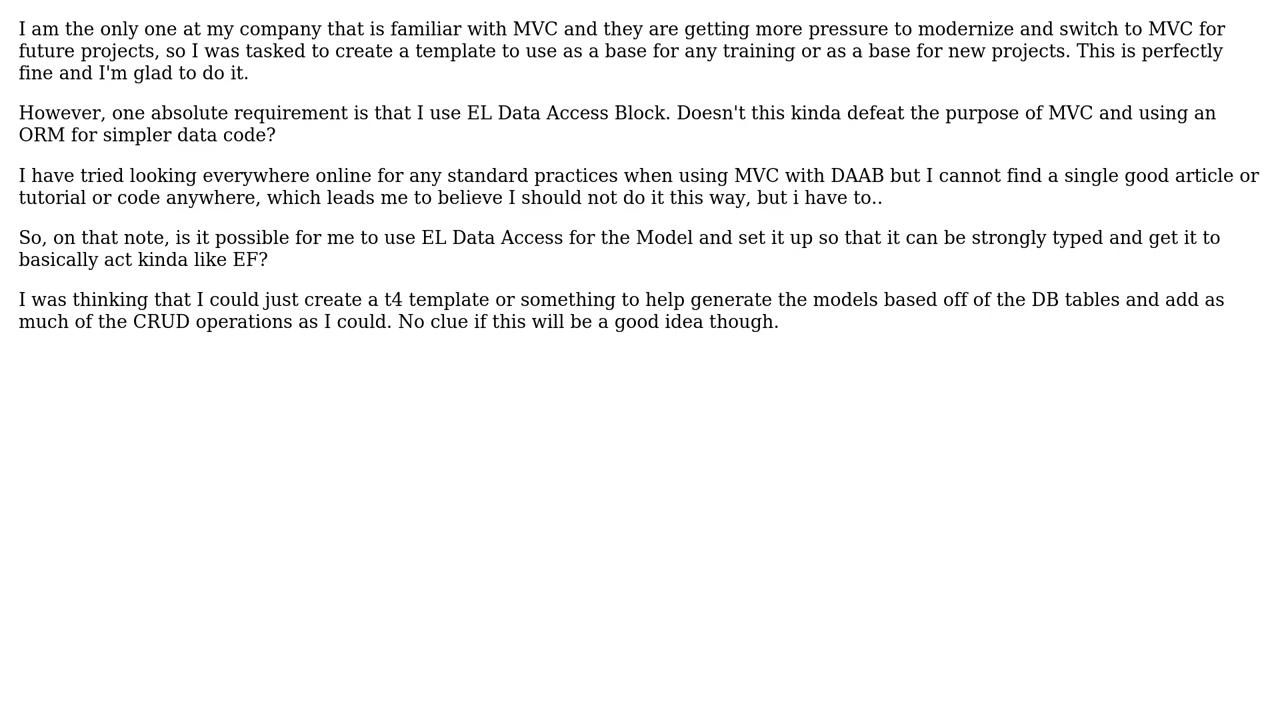 I am the only one at my company that is familiar with MVC and they are getting more pressure to modernize and switch to MVC for
future projects, so I was tasked to create a template to use as a base for any training or as a base for new projects. This is perfectly
fine and I'm glad to do it.
However, one absolute requirement is that I use EL Data Access Block. Doesn't this kinda defeat the purpose of MVC and using an
ORM for simpler data code?
I have tried looking everywhere online for any standard practices when using MVC with DAAB but I cannot find a single good article or
tutorial or code anywhere, which leads me to believe I should not do it this way, but i have to..
So, on that note, is it possible for me to use EL Data Access for the Model and set it up so that it can be strongly typed and get it to
basically act kinda like EF?
I was thinking that I could just create a t4 template or something to help generate the models based off of the DB tables and add as
much of the CRUD operations as I could. No clue if this will be a good idea though.